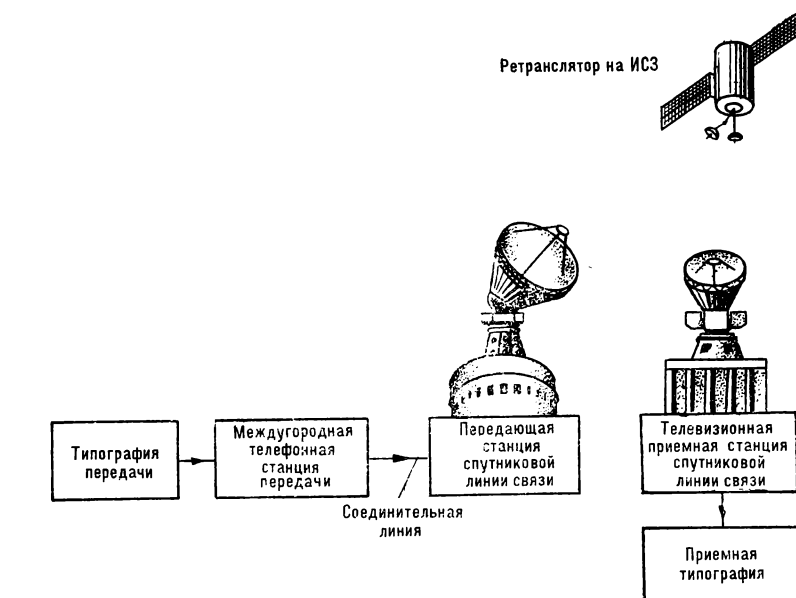 Ретранслятор на ИСЗ
Типография
передачи
Междугородная
телефонная
станция
передачи
Соединительная
линия
Передающая
станция
спутниковой
линии связи
Телевизионная
приемная станция
спутниковой
линии связи
Приемная
типография